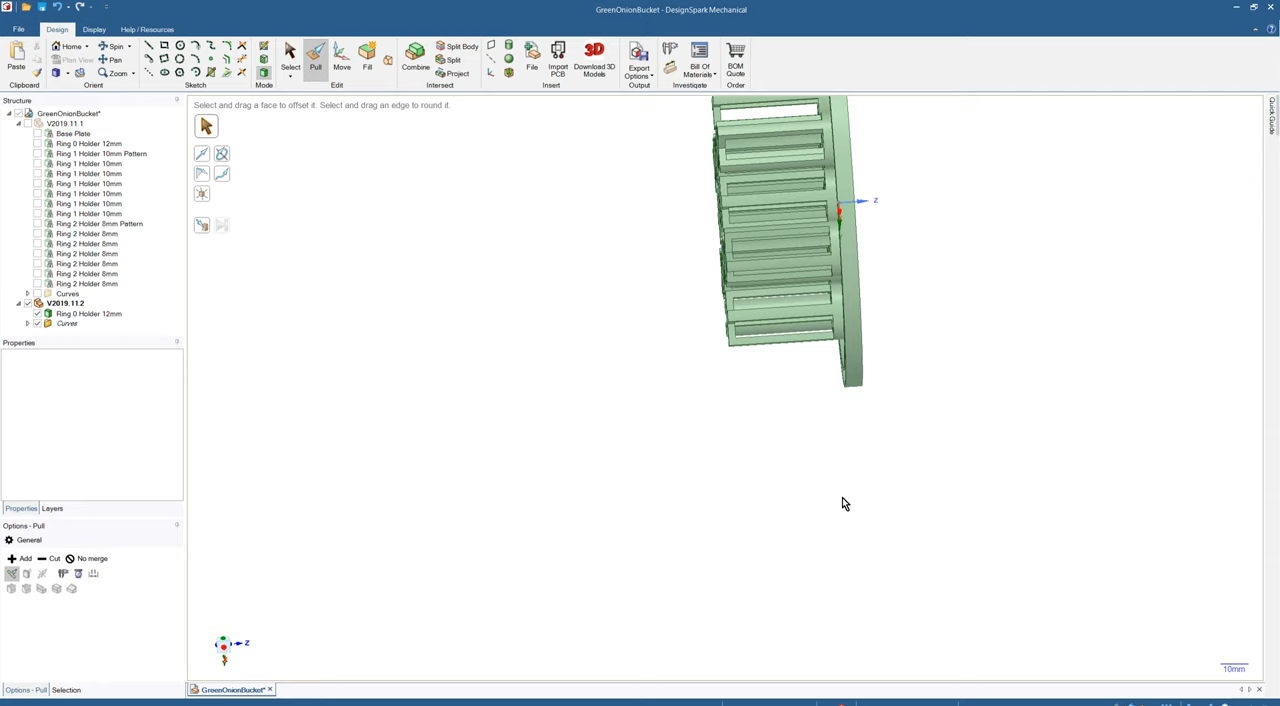 GreenOnionBucket - DesignSpark Mechanical
File Design Display Help / Resources
Paste Home Plan View Spin Pan Zoom Select Pull Move Fill Combine Split Body Split Project File Import PCB Download 3D Models Export Options Bill Of Materials BOM Quote
Clipboard Orient Sketch Mode Edit Intersect Insert Output Investigate Order
Structure
Select and drag a face to offset it. Select and drag an edge to round it.
Quick Guide
GreenOnionBucket*
V2019.11.1
Base Plate
Ring 0 Holder 12mm
Ring 1 Holder 10mm Pattern
Ring 1 Holder 10mm
Ring 1 Holder 10mm
Ring 1 Holder 10mm
Ring 1 Holder 10mm
Ring 1 Holder 10mm
Ring 1 Holder 10mm
Ring 2 Holder 8mm Pattern
Ring 2 Holder 8mm
Ring 2 Holder 8mm
Ring 2 Holder 8mm
Ring 2 Holder 8mm
Ring 2 Holder 8mm
Ring 2 Holder 8mm
Curves
V2019.11.2
Ring 0 Holder 12mm
Curves
Z
Properties
Properties Layers
Options - Pull
General
Add Cut No merge
Z
10mm
Options - Pull Selection
GreenOnionBucket*